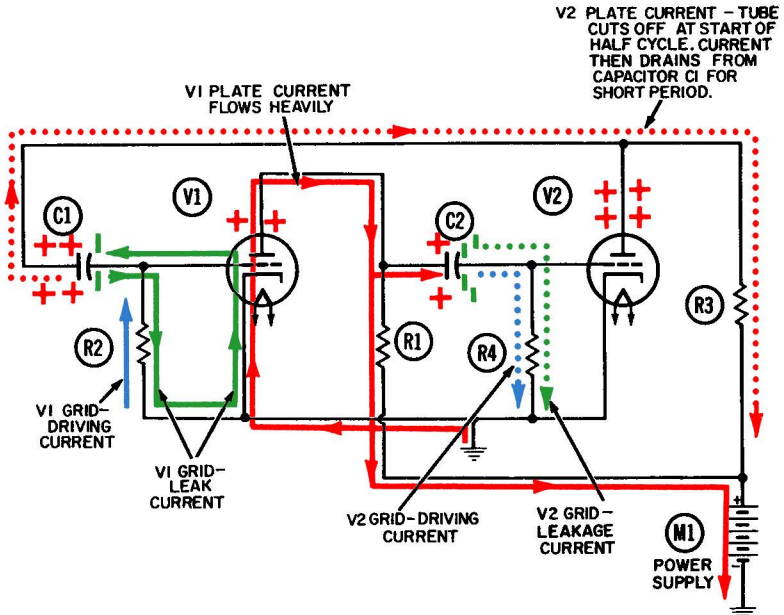 V2 PLATE CURRENT – TUBE
CUTS OFF AT START OF
HALF CYCLE. CURRENT
THEN DRAINS FROM
CAPACITOR C1 FOR
SHORT PERIOD.
V1 PLATE CURRENT
FLOWS HEAVILY
C1
V1
C2
V2
R2
R1
R4
R3
V1 GRID–
DRIVING
CURRENT
V1 GRID–
LEAK
CURRENT
V2 GRID–DRIVING
CURRENT
V2 GRID–
LEAKAGE
CURRENT
M1
POWER
SUPPLY